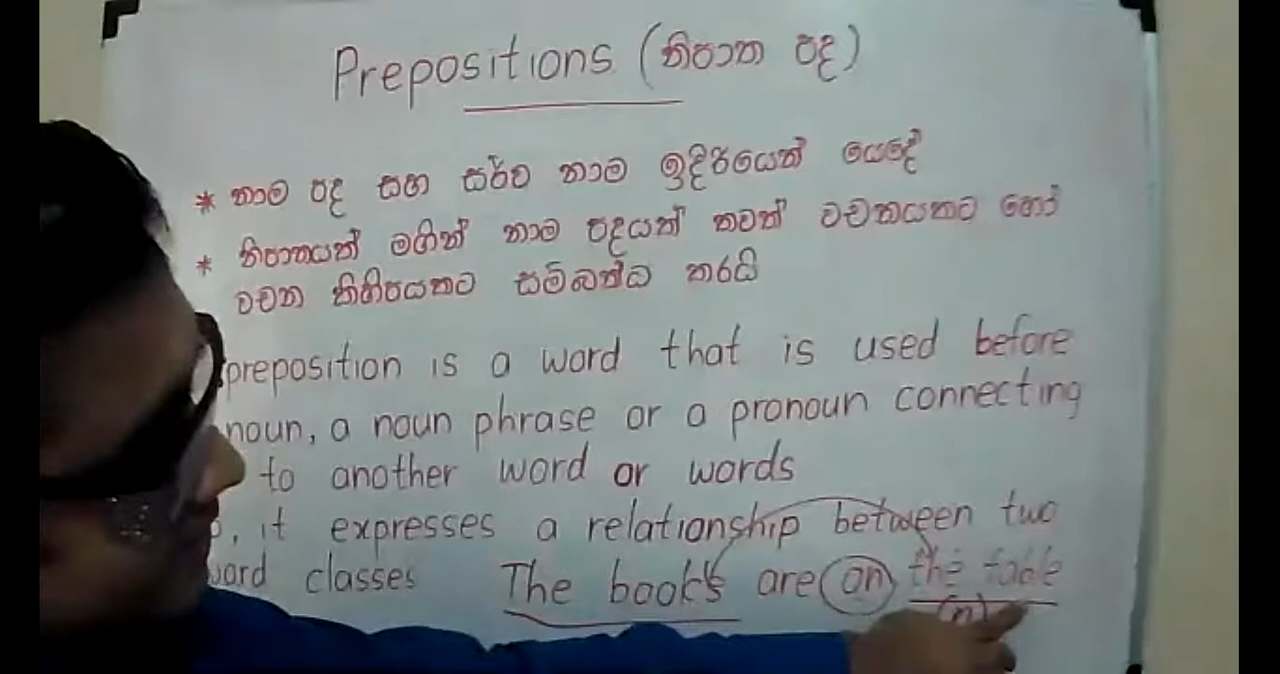 Prepositions (නිපාත පද)
* නාම පද සහ සර්ව නාම ඉදිරියෙන් යෙදේ
* නිපාතයක් මගින් නාම පදයක් තවත් වචනයකට හෝ
වචන කිහිපයකට සම්බන්ධ කරයි
preposition is a word that is used before
noun, a noun phrase or a pronoun connecting
to another word or words
, it expresses a relationship between two
word classes The books are on the table
(n)